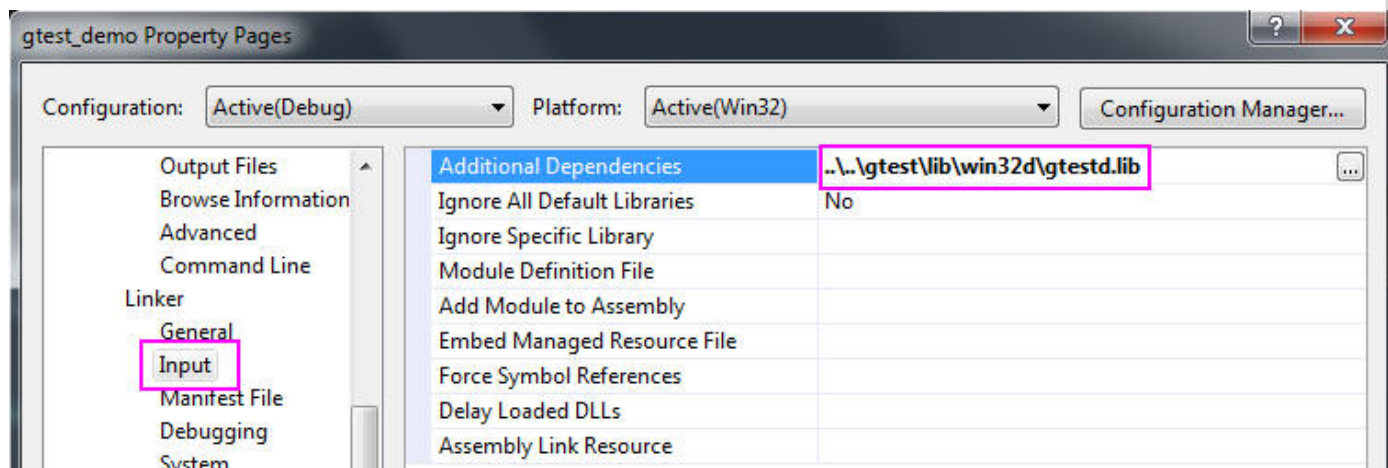 gtest_demo Property Pages
? X
Configuration: Active(Debug) Platform: Active(Win32) Configuration Manager...
Output Files
Browse Information
Advanced
Command Line
Linker
General
Input
Manifest File
Debugging
System
Additional Dependencies ..\..\gtest\lib\win32d\gtestd.lib ...
Ignore All Default Libraries No
Ignore Specific Library
Module Definition File
Add Module to Assembly
Embed Managed Resource File
Force Symbol References
Delay Loaded DLLs
Assembly Link Resource